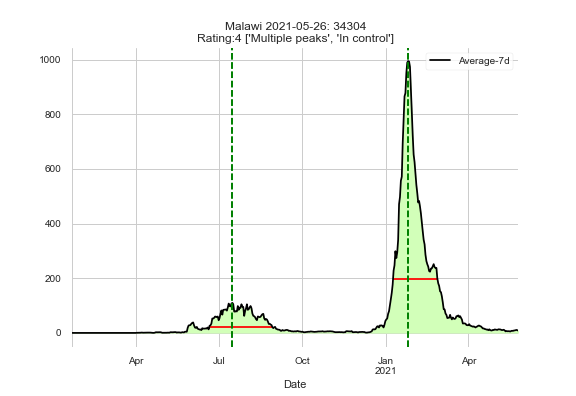 Malawi 2021-05-26: 34304
Rating:4 ['Multiple peaks', 'In control']
Average-7d
1000
800
600
400
200
0
Apr Jul Oct Jan Apr
2021
Date